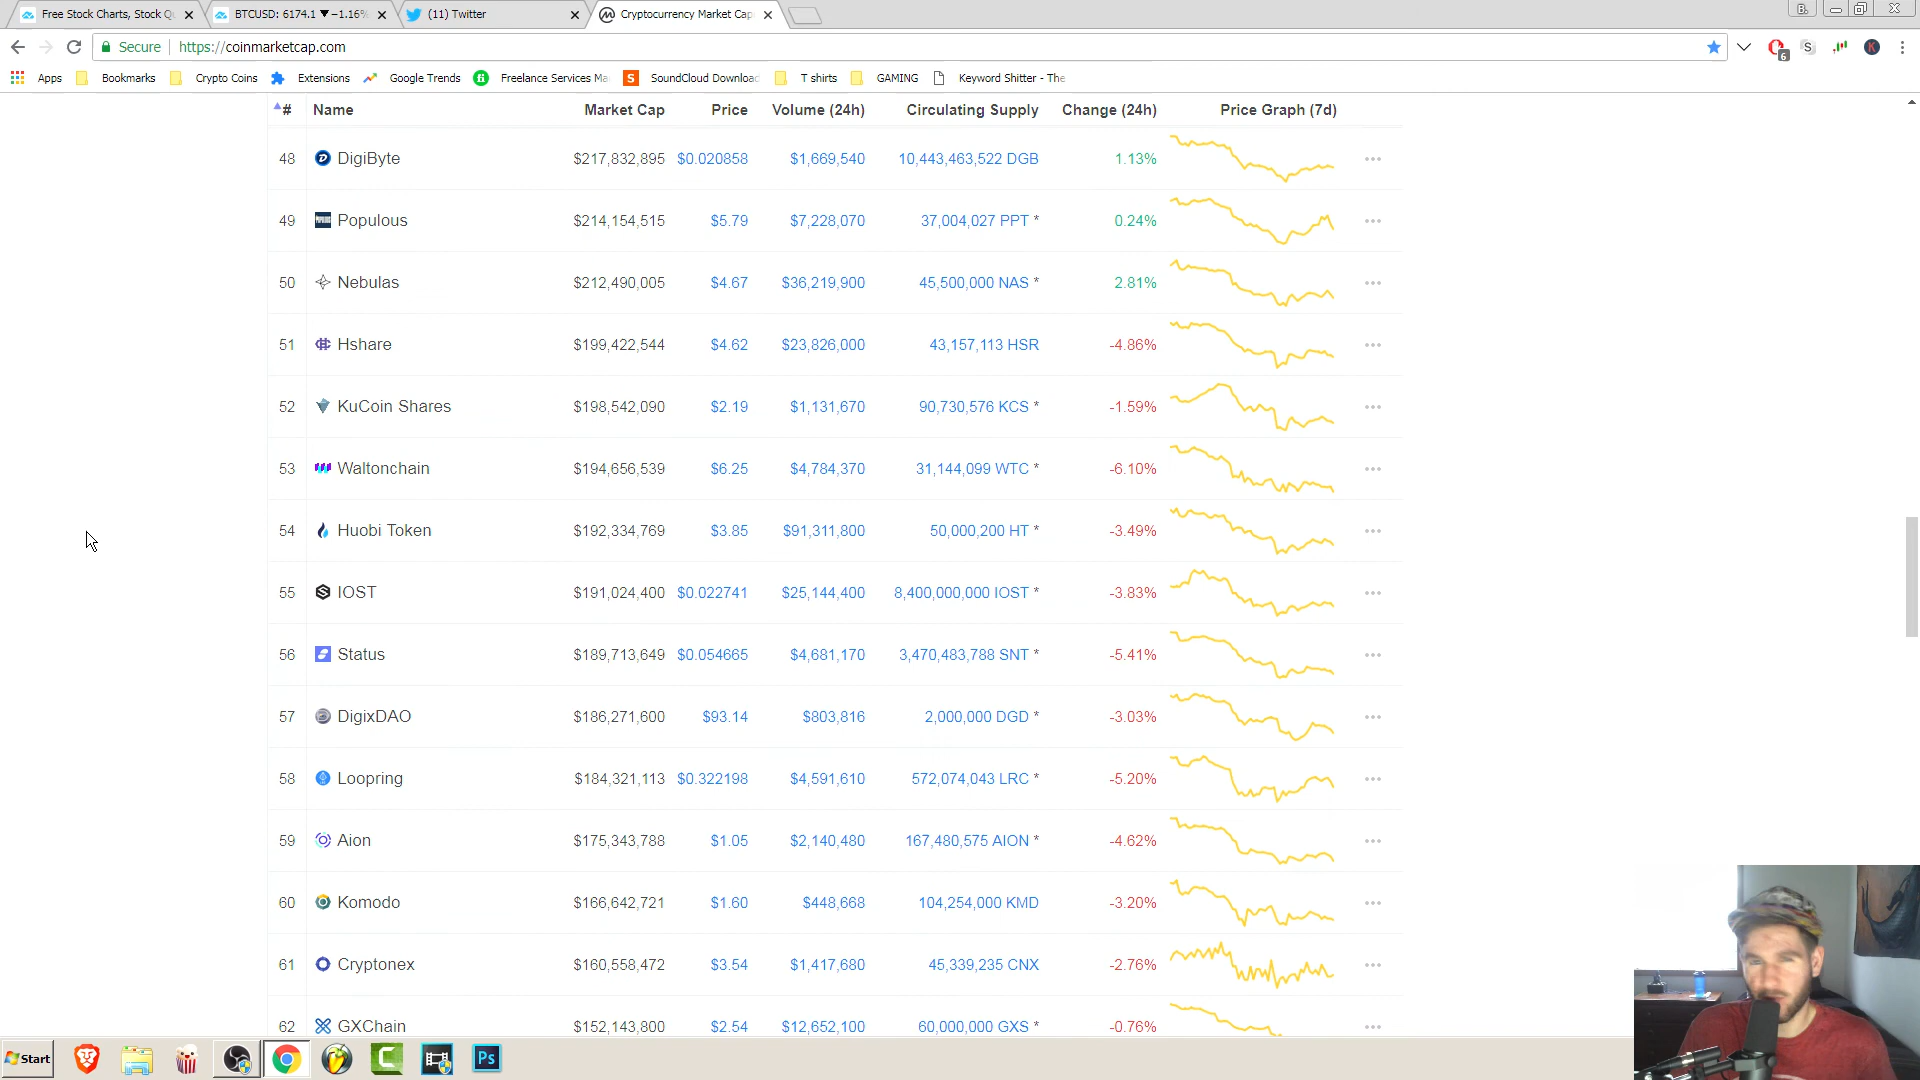 Free Stock Charts, Stock Q
BTCUSD: 6174.1 ▼ −1.16%
(11) Twitter
Cryptocurrency Market Cap
B.
Secure
https://coinmarketcap.com
6
S
K
Apps
Bookmarks
Crypto Coins
Extensions
Google Trends
Freelance Services Ma
SoundCloud Download
T shirts
GAMING
Keyword Shitter - The
# Name Market Cap Price Volume (24h) Circulating Supply Change (24h) Price Graph (7d)
48 DigiByte $217,832,895 $0.020858 $1,669,540 10,443,463,522 DGB 1.13%
49 Populous $214,154,515 $5.79 $7,228,070 37,004,027 PPT * 0.24%
50 Nebulas $212,490,005 $4.67 $36,219,900 45,500,000 NAS * 2.81%
51 Hshare $199,422,544 $4.62 $23,826,000 43,157,113 HSR -4.86%
52 KuCoin Shares $198,542,090 $2.19 $1,131,670 90,730,576 KCS * -1.59%
53 Waltonchain $194,656,539 $6.25 $4,784,370 31,144,099 WTC * -6.10%
54 Huobi Token $192,334,769 $3.85 $91,311,800 50,000,200 HT * -3.49%
55 IOST $191,024,400 $0.022741 $25,144,400 8,400,000,000 IOST * -3.83%
56 Status $189,713,649 $0.054665 $4,681,170 3,470,483,788 SNT * -5.41%
57 DigixDAO $186,271,600 $93.14 $803,816 2,000,000 DGD * -3.03%
58 Loopring $184,321,113 $0.322198 $4,591,610 572,074,043 LRC * -5.20%
59 Aion $175,343,788 $1.05 $2,140,480 167,480,575 AION * -4.62%
60 Komodo $166,642,721 $1.60 $448,668 104,254,000 KMD -3.20%
61 Cryptonex $160,558,472 $3.54 $1,417,680 45,339,235 CNX -2.76%
62 GXChain $152,143,800 $2.54 $12,652,100 60,000,000 GXS * -0.76%
Start
Ps